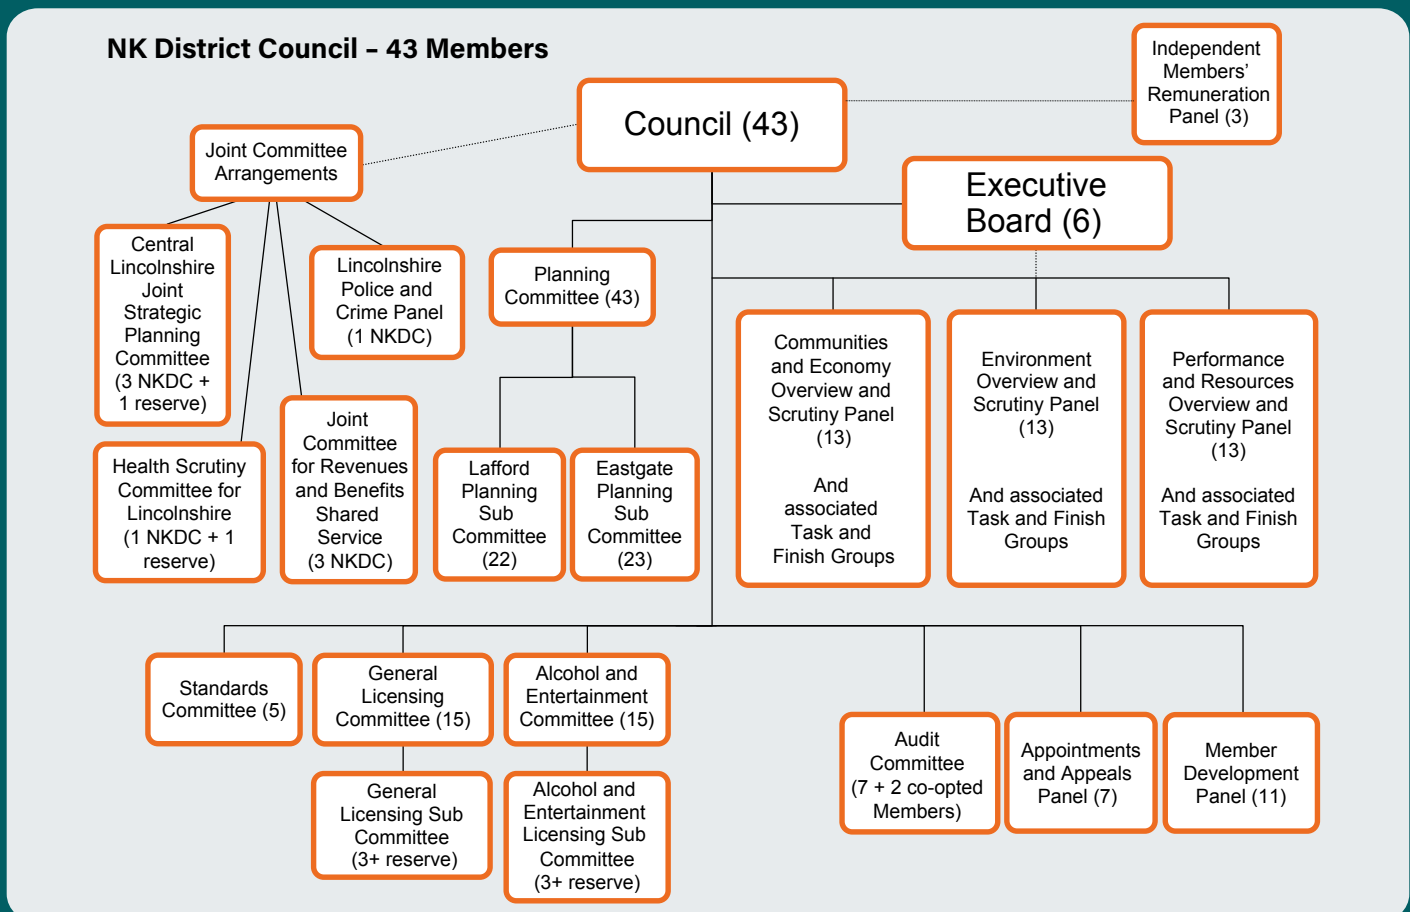 NK District Council – 43 Members
Independent
Members’
Remuneration
Panel (3)
Council (43)
Joint Committee
Arrangements
Executive
Board (6)
Central
Lincolnshire
Joint
Strategic
Planning
Committee
(3 NKDC +
1 reserve)
Lincolnshire
Police and
Crime Panel
(1 NKDC)
Planning
Committee (43)
Health Scrutiny
Committee for
Lincolnshire
(1 NKDC + 1
reserve)
Joint
Committee
for Revenues
and Benefits
Shared
Service
(3 NKDC)
Lafford
Planning
Sub
Committee
(22)
Eastgate
Planning
Sub
Committee
(23)
Communities
and Economy
Overview and
Scrutiny Panel
(13)
And
associated
Task and
Finish Groups
Environment
Overview and
Scrutiny Panel
(13)
And associated
Task and Finish
Groups
Performance
and Resources
Overview and
Scrutiny Panel
(13)
And associated
Task and Finish
Groups
Standards
Committee (5)
General
Licensing
Committee (15)
Alcohol and
Entertainment
Committee (15)
General
Licensing Sub
Committee
(3+ reserve)
Alcohol and
Entertainment
Licensing Sub
Committee
(3+ reserve)
Audit
Committee
(7 + 2 co-opted
Members)
Appointments
and Appeals
Panel (7)
Member
Development
Panel (11)